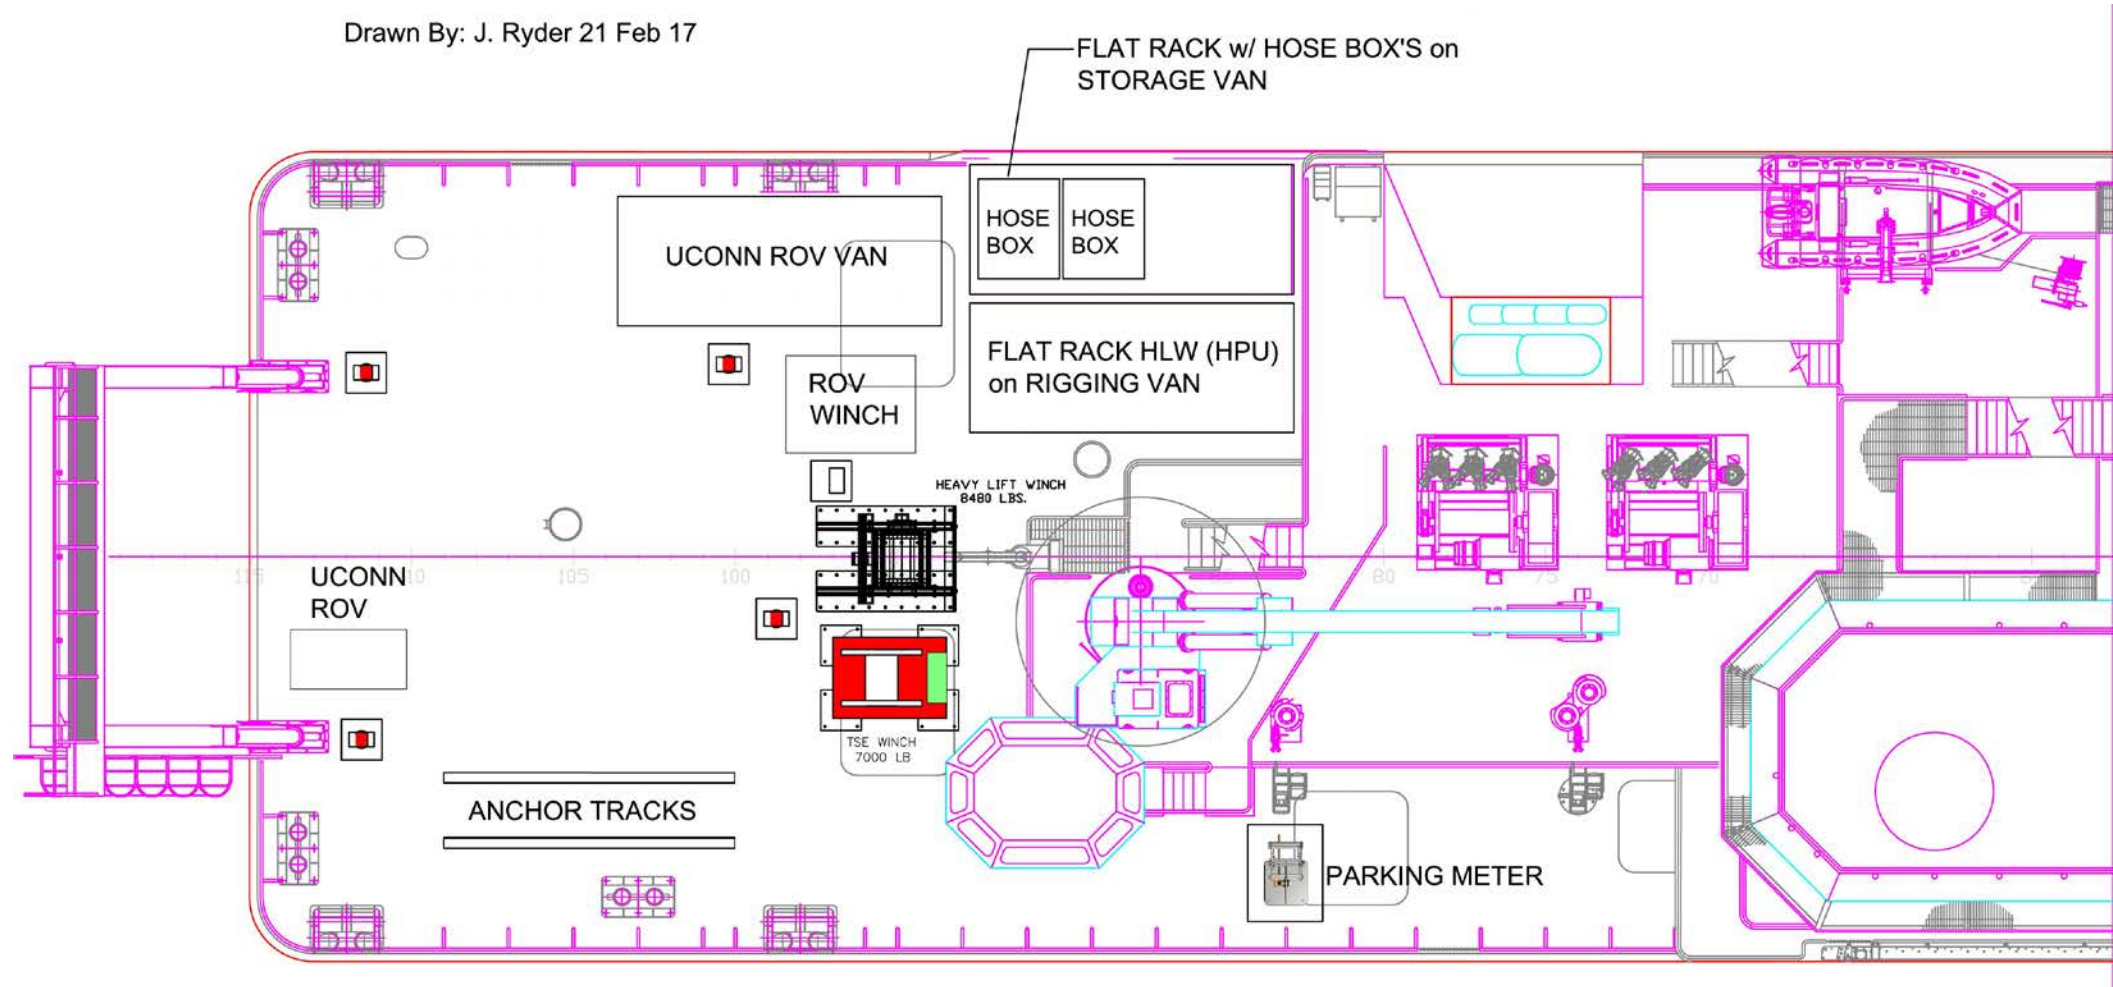 Drawn By: J. Ryder 21 Feb 17
FLAT RACK w/ HOSE BOX'S on
STORAGE VAN
HOSE
BOX
HOSE
BOX
UCONN ROV VAN
FLAT RACK HLW (HPU)
on RIGGING VAN
ROV
WINCH
HEAVY LIFT WINCH
8480 LBS.
115
105
100
80
75
70
UCONN
ROV
TSE WINCH
7000 LB
ANCHOR TRACKS
PARKING METER